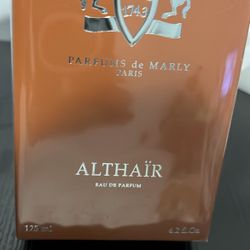 1743
PARFUMS de MARLY
PARIS
ALTHAÏR
EAU DE PARFUM
125 ml
4.2 fl.Oz